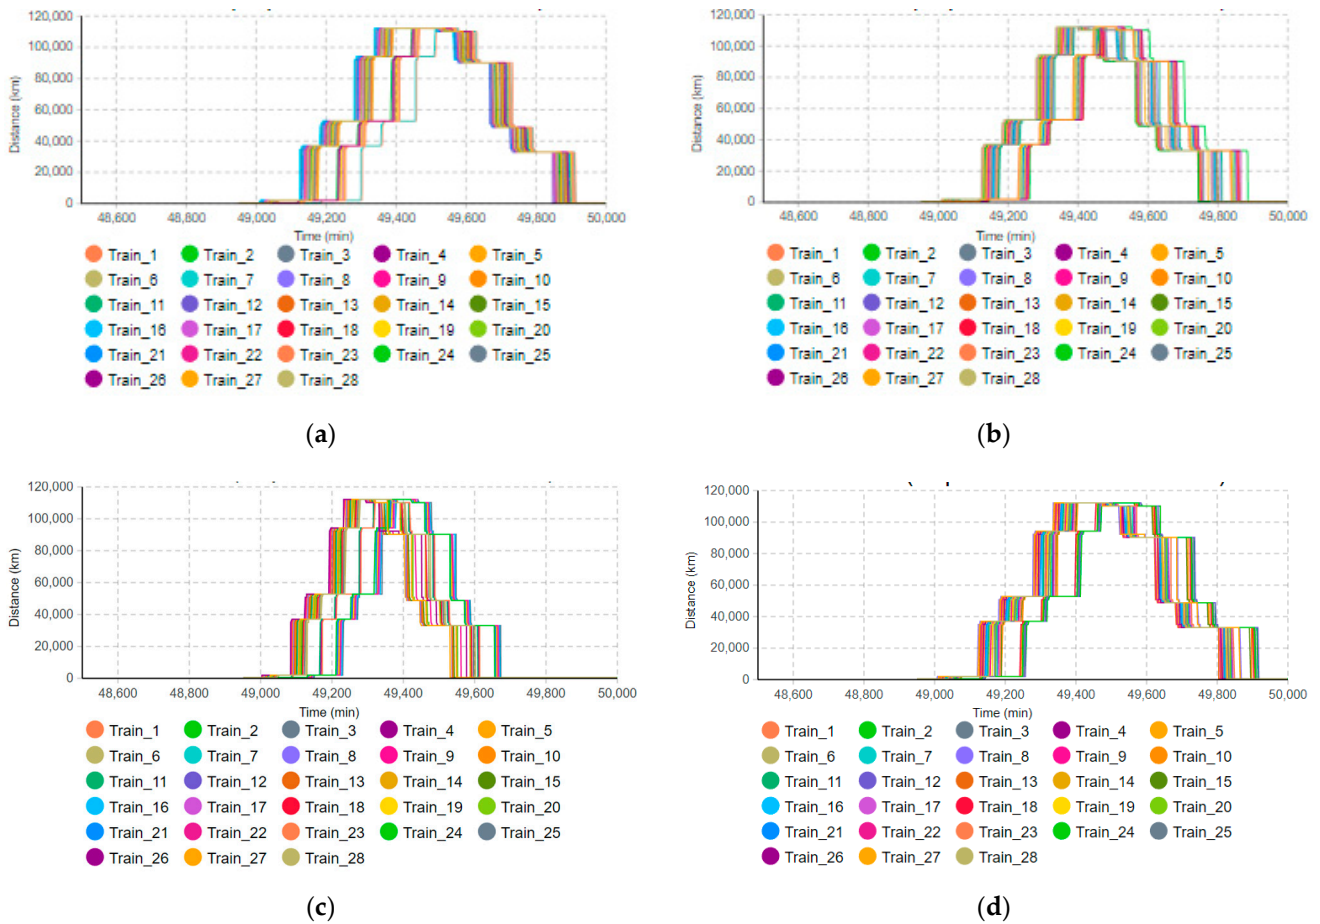 120,000
100,000
80,000
60,000
40,000
20,000
0
Distance (km)
48,600 48,800 49,000 49,200 49,400 49,600 49,800 50,000
Time (min)
Train_1 Train_2 Train_3 Train_4 Train_5
Train_6 Train_7 Train_8 Train_9 Train_10
Train_11 Train_12 Train_13 Train_14 Train_15
Train_16 Train_17 Train_18 Train_19 Train_20
Train_21 Train_22 Train_23 Train_24 Train_25
Train_26 Train_27 Train_28
(a)
120,000
100,000
80,000
60,000
40,000
20,000
0
Distance (km)
48,600 48,800 49,000 49,200 49,400 49,600 49,800 50,000
Time (min)
Train_1 Train_2 Train_3 Train_4 Train_5
Train_6 Train_7 Train_8 Train_9 Train_10
Train_11 Train_12 Train_13 Train_14 Train_15
Train_16 Train_17 Train_18 Train_19 Train_20
Train_21 Train_22 Train_23 Train_24 Train_25
Train_26 Train_27 Train_28
(b)
120,000
100,000
80,000
60,000
40,000
20,000
0
Distance (km)
48,600 48,800 49,000 49,200 49,400 49,600 49,800 50,000
Time (min)
Train_1 Train_2 Train_3 Train_4 Train_5
Train_6 Train_7 Train_8 Train_9 Train_10
Train_11 Train_12 Train_13 Train_14 Train_15
Train_16 Train_17 Train_18 Train_19 Train_20
Train_21 Train_22 Train_23 Train_24 Train_25
Train_26 Train_27 Train_28
(c)
120,000
100,000
80,000
60,000
40,000
20,000
0
Distance (km)
48,600 48,800 49,000 49,200 49,400 49,600 49,800 50,000
Time (min)
Train_1 Train_2 Train_3 Train_4 Train_5
Train_6 Train_7 Train_8 Train_9 Train_10
Train_11 Train_12 Train_13 Train_14 Train_15
Train_16 Train_17 Train_18 Train_19 Train_20
Train_21 Train_22 Train_23 Train_24 Train_25
Train_26 Train_27 Train_28
(d)